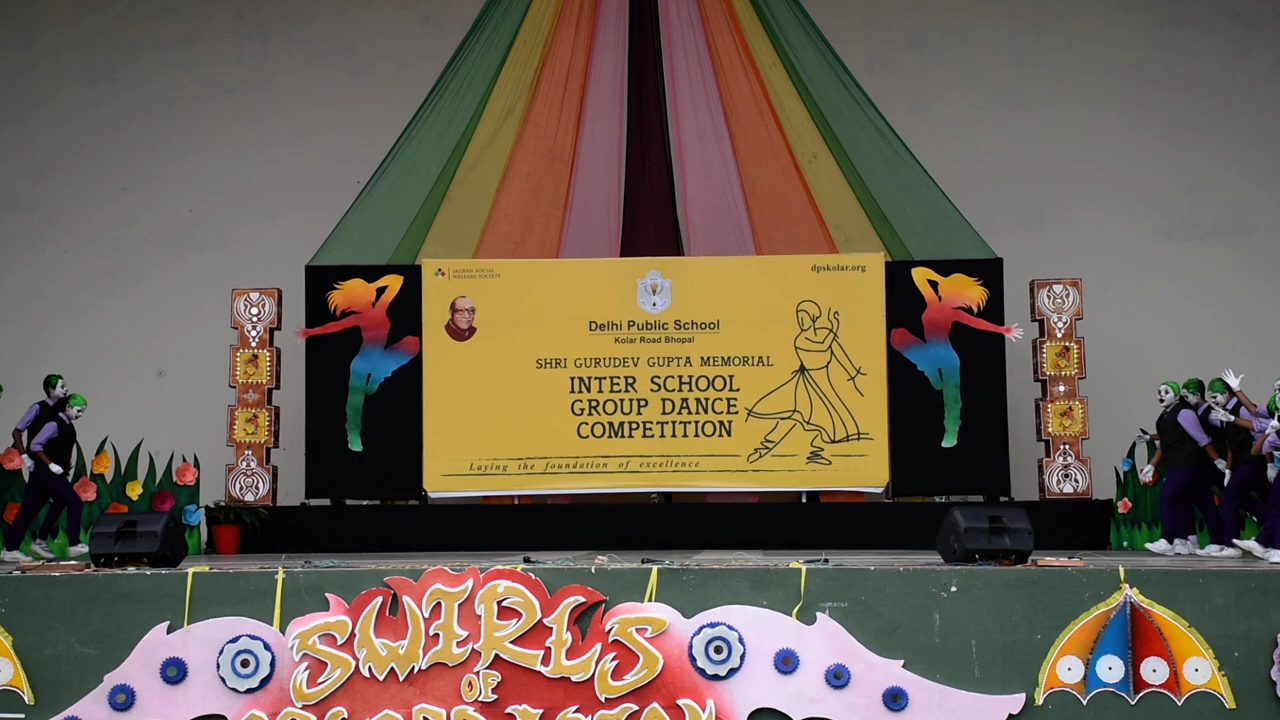 JAGRAN SOCIAL
WELFARE SOCIETY
dpskolar.org
Delhi Public School
Kolar Road Bhopal
SHRI GURUDEV GUPTA MEMORIAL
INTER SCHOOL
GROUP DANCE
COMPETITION
Laying the foundation of excellence
SWIRLS
OF